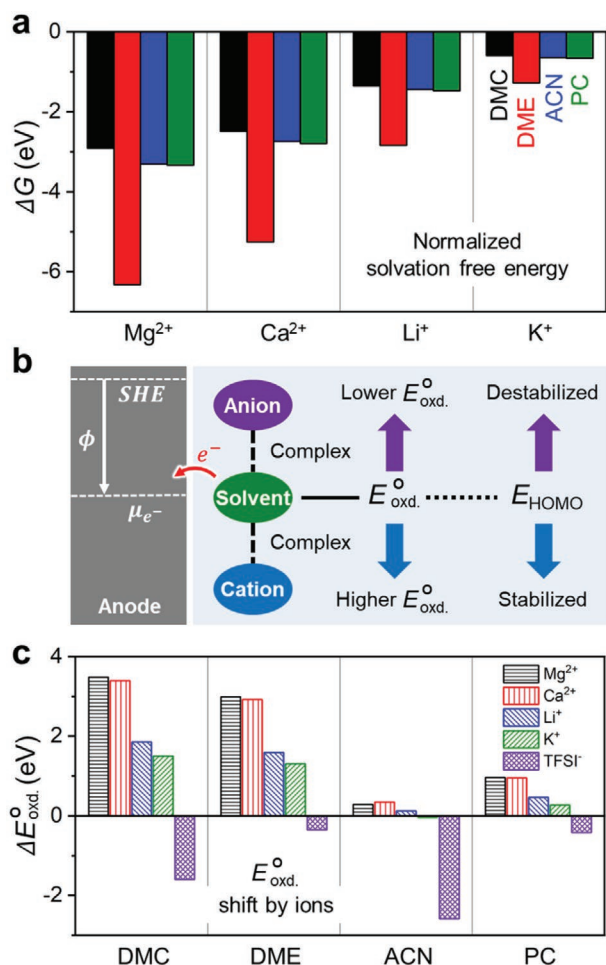 a
ΔG (eV)
0
-2
-4
-6
DMC
DME
ACN
PC
Normalized
solvation free energy
Mg²⁺ Ca²⁺ Li⁺ K⁺
b
SHE
ϕ
μₑ₋
Anode
e⁻
Anion
Complex
Solvent
Complex
Cation
Lower E°oxd.
E°oxd.
Higher E°oxd.
Destabilized
E_HOMO
Stabilized
c
ΔE°oxd. (eV)
4
2
0
-2
Mg²⁺
Ca²⁺
Li⁺
K⁺
TFSI⁻
E°oxd.
shift by ions
DMC DME ACN PC